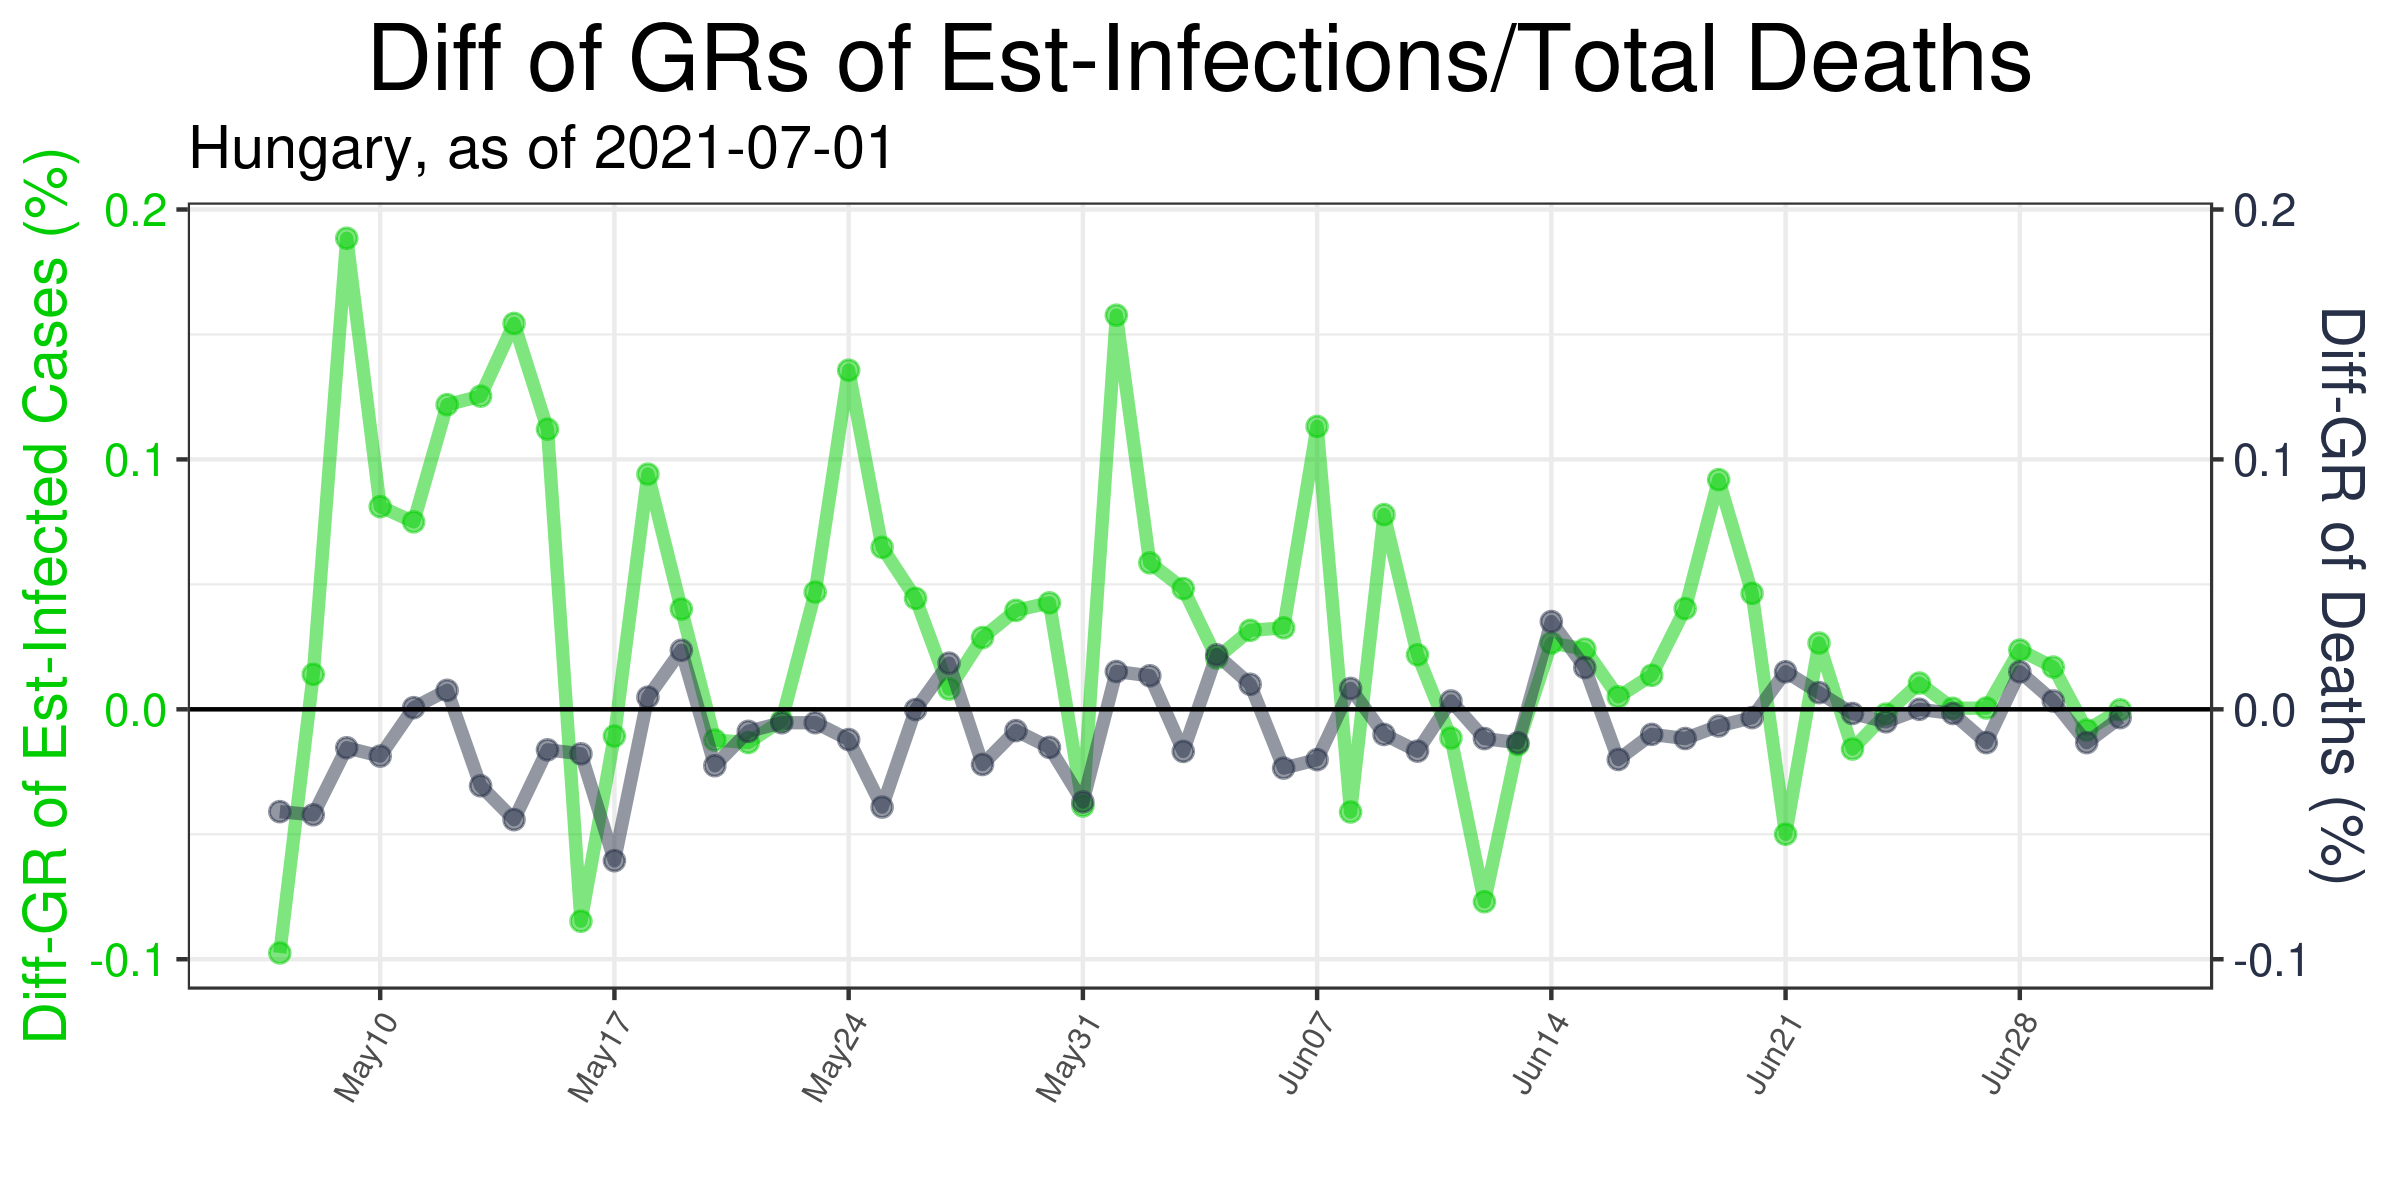 Diff of GRs of Est-Infections/Total Deaths
Hungary, as of 2021-07-01
Diff-GR of Est-Infected Cases (%)
0.2
0.1
0.0
-0.1
0.2
0.1
0.0
-0.1
Diff-GR of Deaths (%)
May10
May17
May24
May31
Jun07
Jun14
Jun21
Jun28